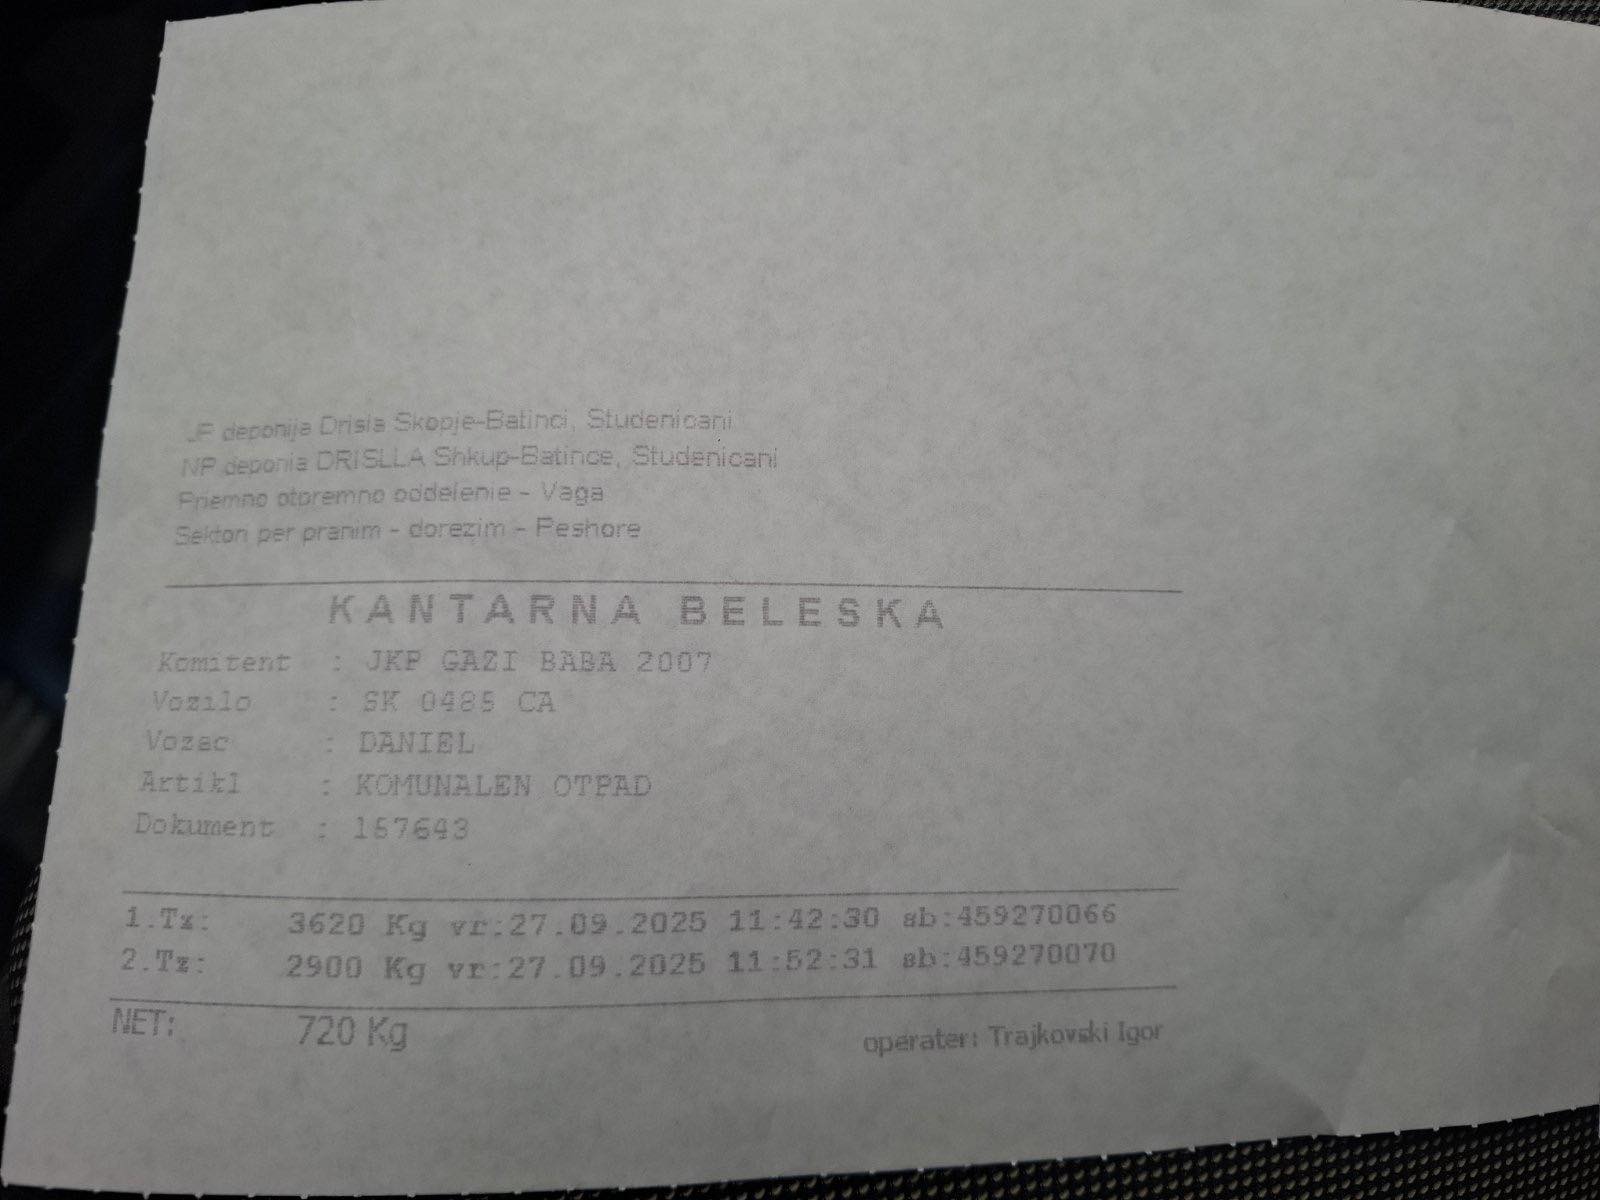 JP deponija Drisla Skopje-Batinci, Studenicani
NP deponia DRISLLA Shkup-Batince, Studenicani
Priemno otpremno oddelenie - Vaga
Sektori per pranim - dorezim - Peshore
KANTARNA BELESKA
Komitent : JKP GAZI BABA 2007
Vozilo : SK 0485 CA
Vozac : DANIEL
Artikl : KOMUNALEN OTPAD
Dokument : 157643
1.Tz: 3620 Kg vr:27.09.2025 11:42:30 ab:459270066
2.Tz: 2900 Kg vr:27.09.2025 11:52:31 ab:459270070
NET: 720 Kg
operater: Trajkovski Igor